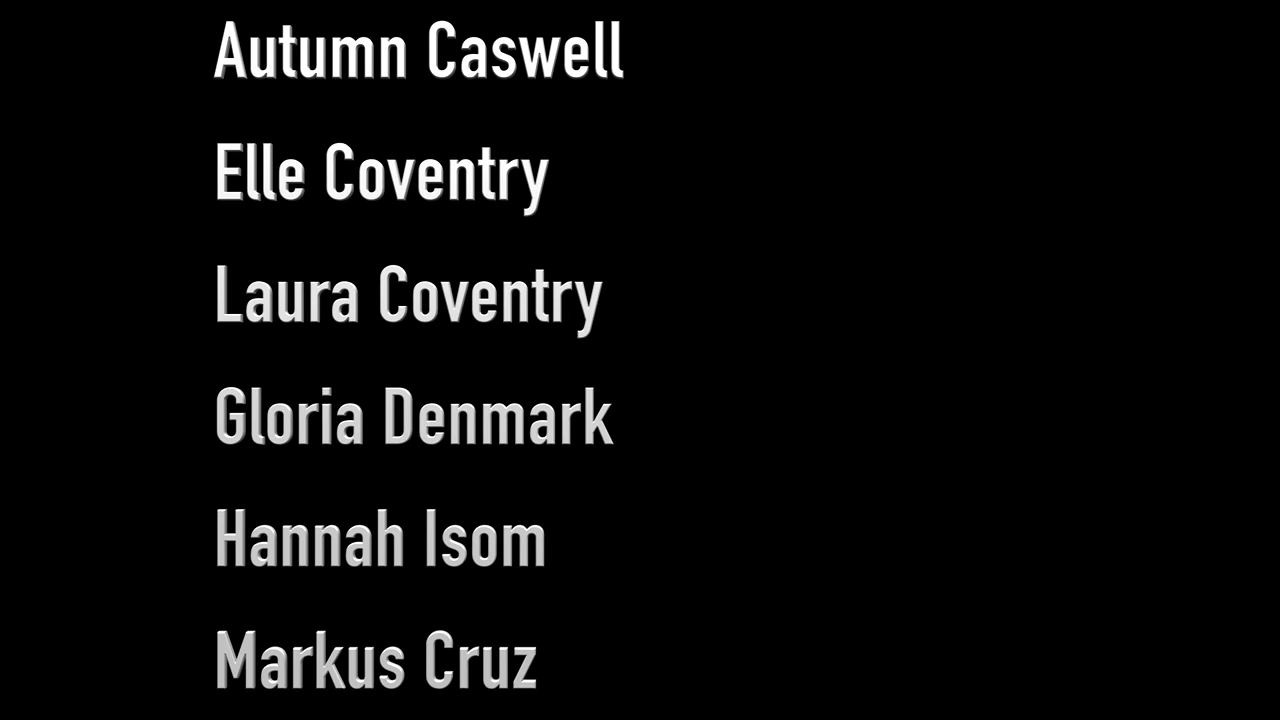 Autumn Caswell
Elle Coventry
Laura Coventry
Gloria Denmark
Hannah Isom
Markus Cruz